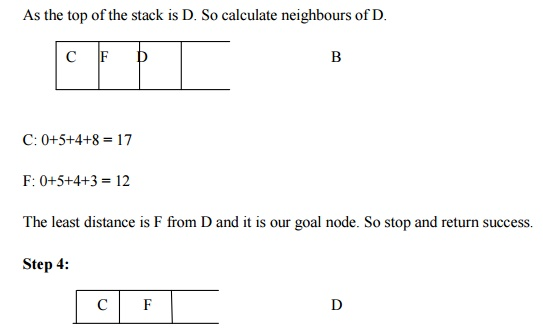 As the top of the stack is D. So calculate neighbours of D.
C F D B
C: 0+5+4+8 = 17
F: 0+5+4+3 = 12
The least distance is F from D and it is our goal node. So stop and return success.
Step 4:
C F D